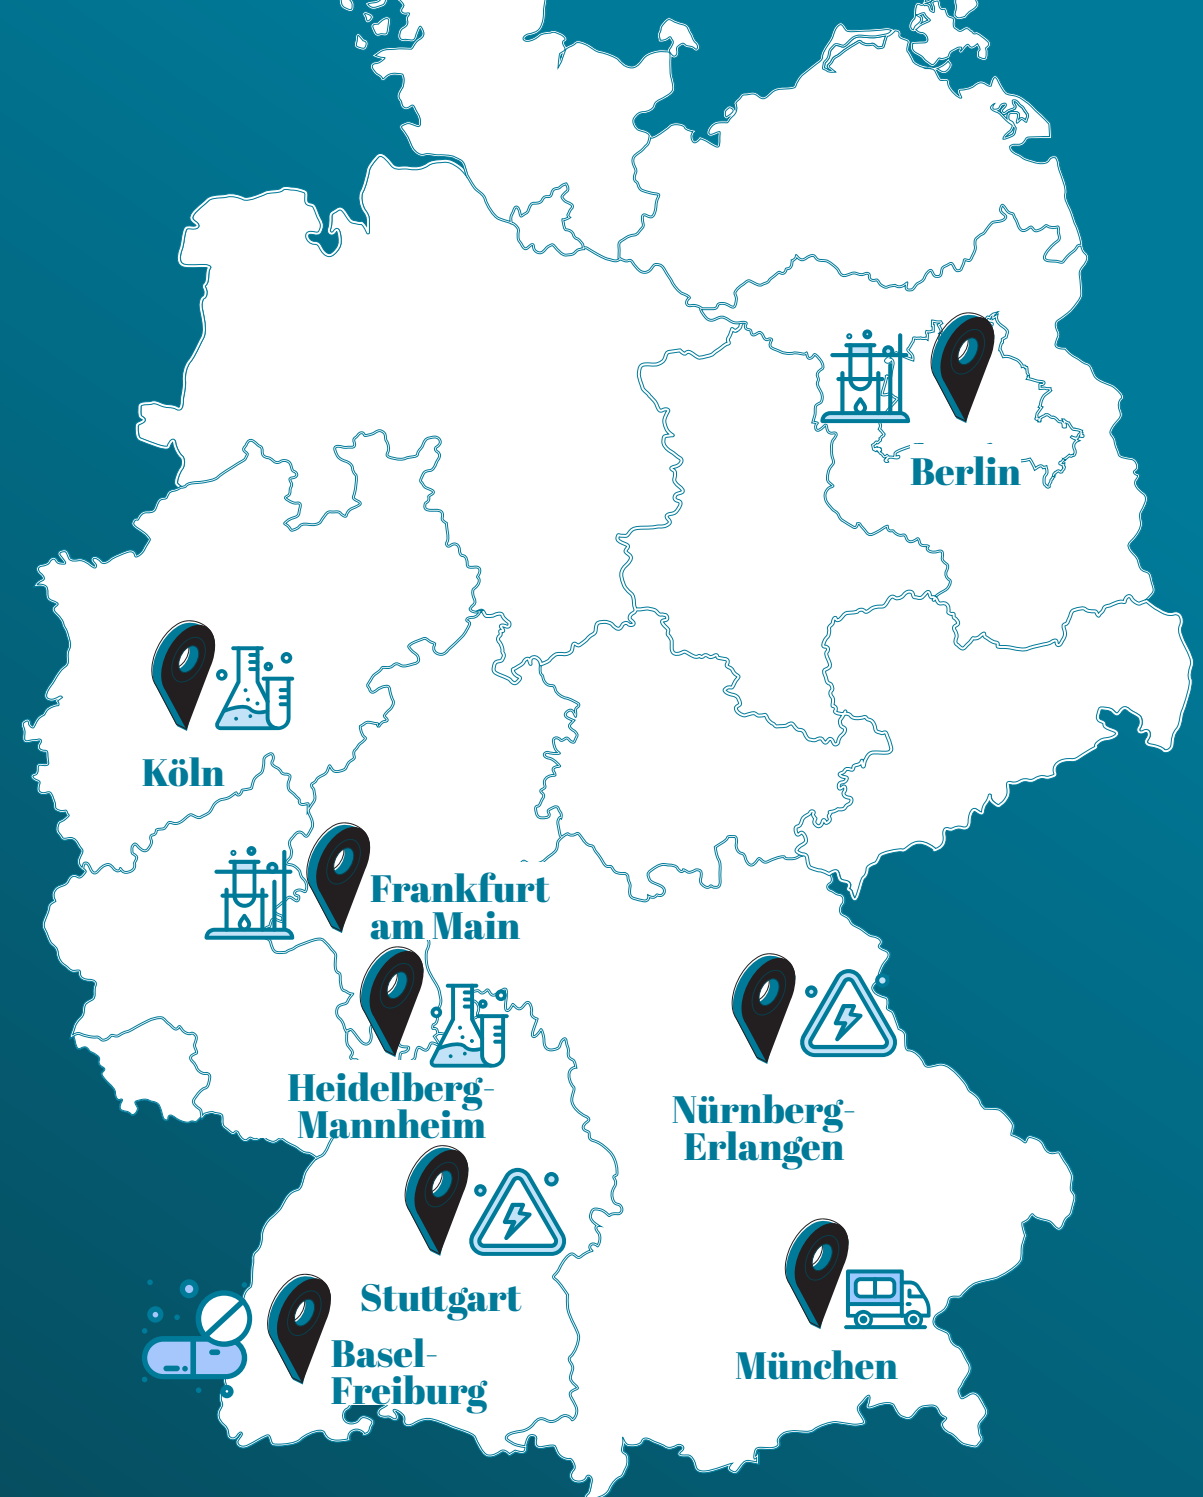 Berlin
Köln
Frankfurt
am Main
Heidelberg-
Mannheim
Nürnberg-
Erlangen
Stuttgart
Basel-
Freiburg
München